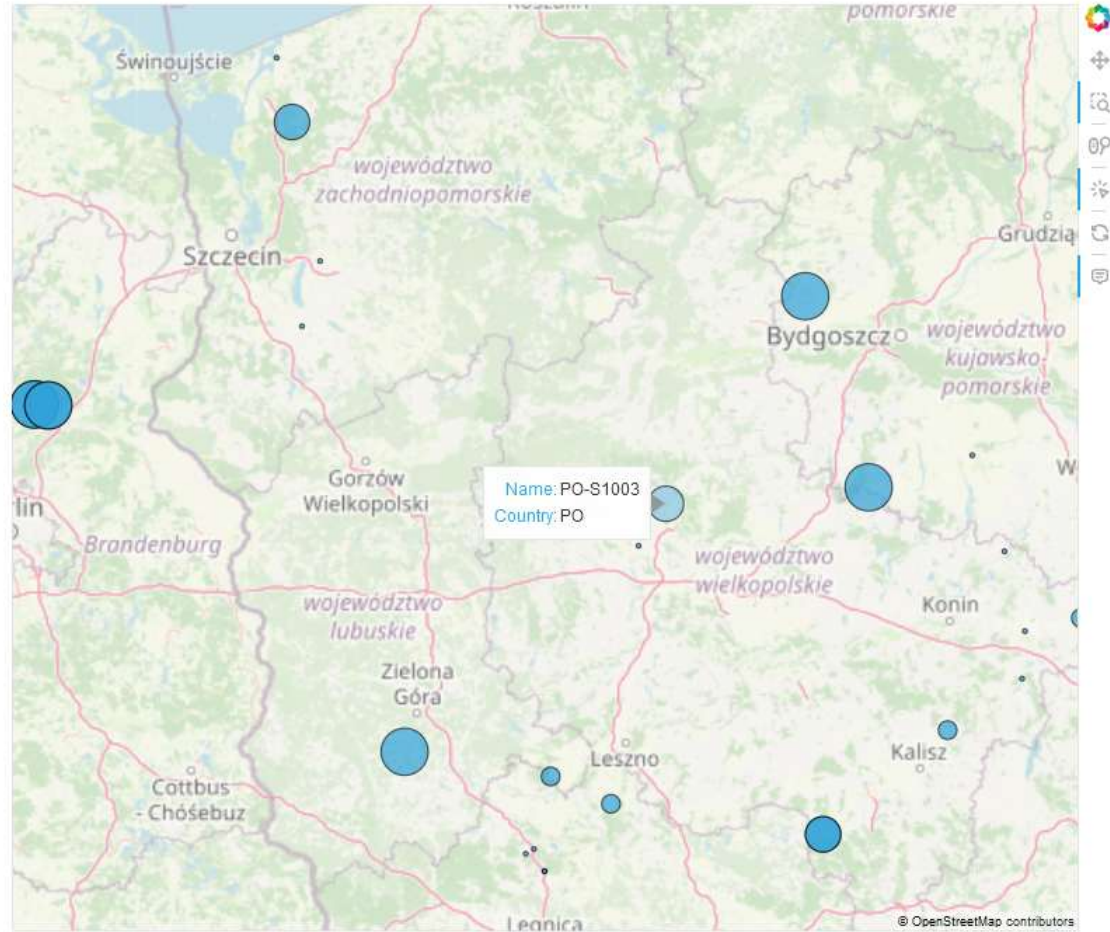 pomorskie
Świnoujście
województwo
zachodniopomorskie
Szczecin
Grudzią
Bydgoszcz
województwo
kujawsko-
pomorskie
Gorzów
Wielkopolski
Name: PO-S1003
Country: PO
W
lin
Brandenburg
województwo
wielkopolskie
województwo
lubuskie
Konin
Zielona
Góra
Leszno
Kalisz
Cottbus
- Chóśebuz
Legnica
© OpenStreetMap contributors